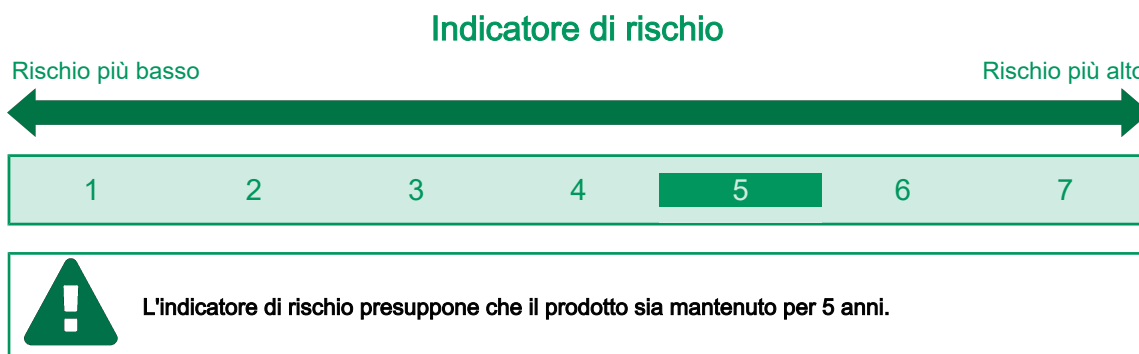 Indicatore di rischio
Rischio più basso Rischio più alto
1 2 3 4 5 6 7
L'indicatore di rischio presuppone che il prodotto sia mantenuto per 5 anni.